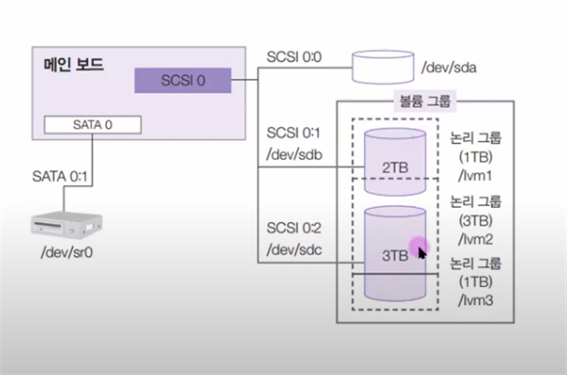 메인 보드
SCSI 0
SATA 0
SATA 0:1
/dev/sr0
SCSI 0:0
/dev/sda
볼륨 그룹
SCSI 0:1
/dev/sdb
2TB
논리 그룹
(1TB)
/lvm1
SCSI 0:2
/dev/sdc
3TB
논리 그룹
(3TB)
/lvm2
논리 그룹
(1TB)
/lvm3